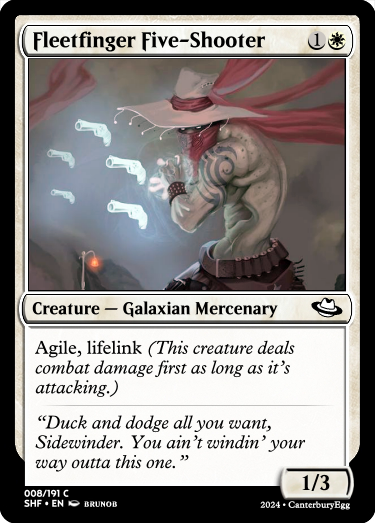 Fleetfinger Five-Shooter 1
Creature — Galaxian Mercenary
Agile, lifelink (This creature deals
combat damage first as long as it's
attacking.)
“Duck and dodge all you want,
Sidewinder. You ain't windin' your
way outta this one.”
1/3
008/191 C
SHF • EN BRUNOB
2024 • CanterburyEgg